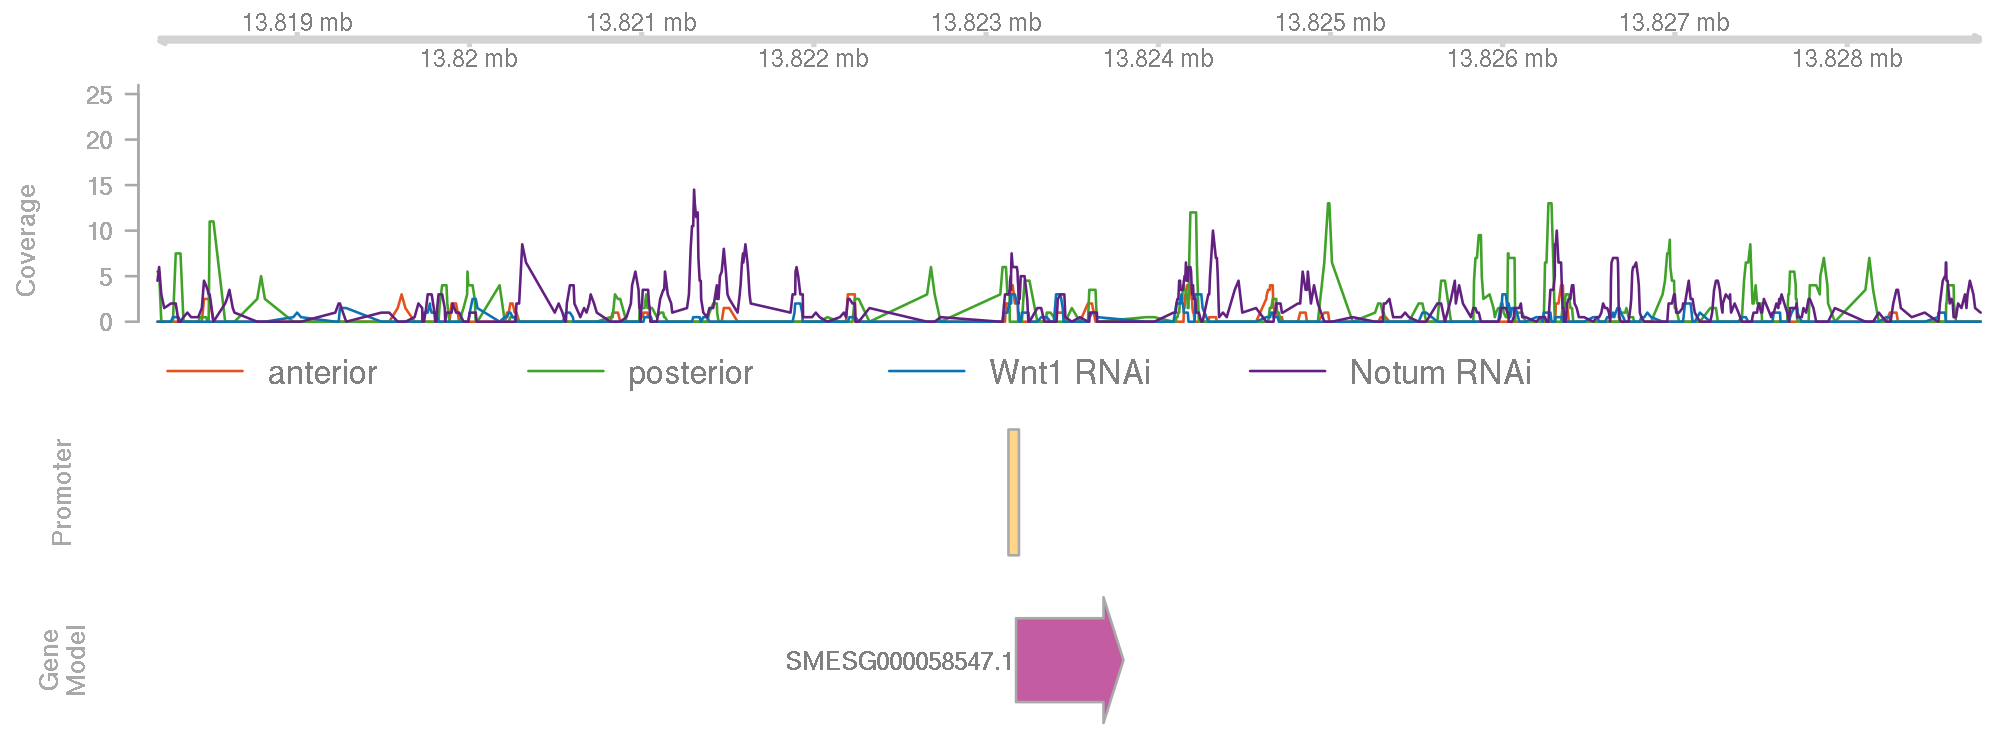 13.819 mb 13.821 mb 13.823 mb 13.825 mb 13.827 mb
13.82 mb 13.822 mb 13.824 mb 13.826 mb 13.828 mb
25
20
15
10
5
0
Coverage
anterior posterior Wnt1 RNAi Notum RNAi
Promoter
Gene
Model
SMESG000058547.1